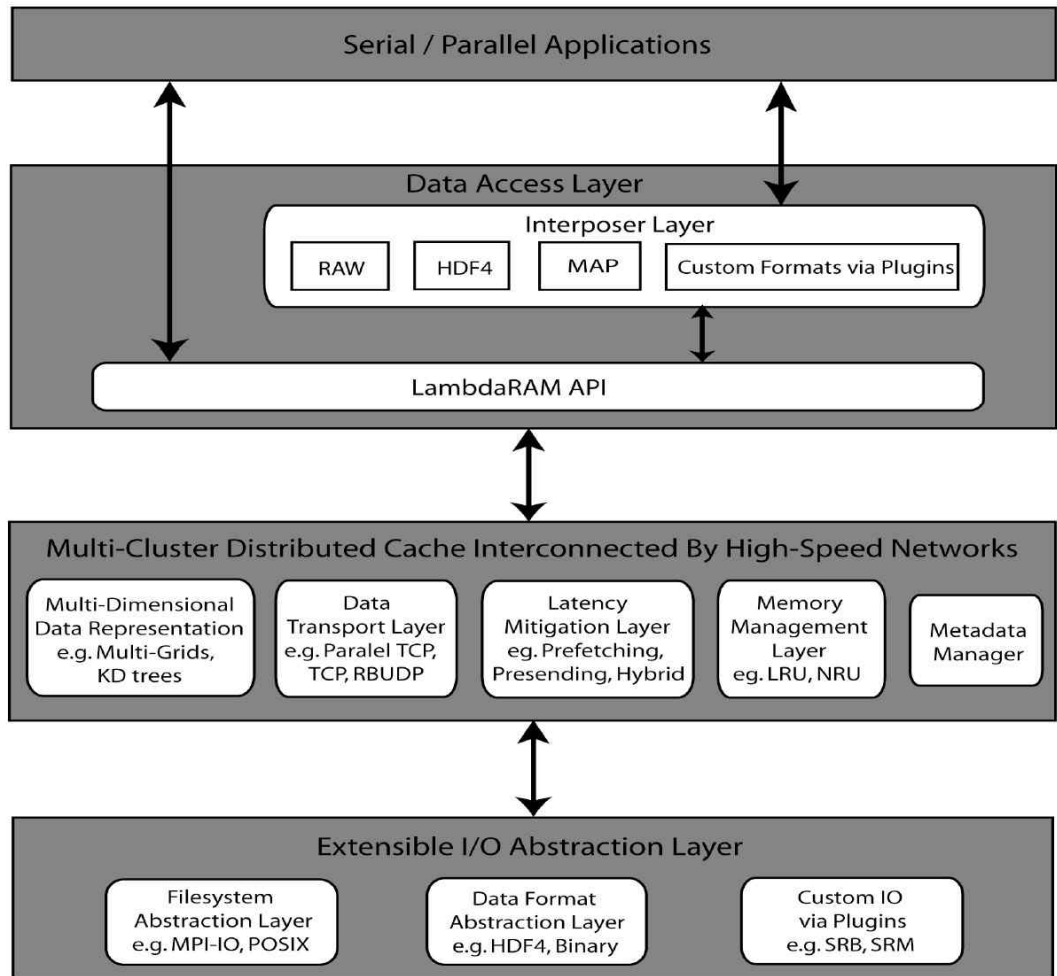 Serial / Parallel Applications
Data Access Layer
Interposer Layer
RAW
HDF4
MAP
Custom Formats via Plugins
LambdaRAM API
Multi-Cluster Distributed Cache Interconnected By High-Speed Networks
Multi-Dimensional
Data Representation
e.g. Multi-Grids,
KD trees
Data
Transport Layer
e.g. Paralel TCP,
TCP, RBUDP
Latency
Mitigation Layer
eg. Prefetching,
Presending, Hybrid
Memory
Management
Layer
eg. LRU, NRU
Metadada
Manager
Extensible I/O Abstraction Layer
Filesystem
Abstraction Layer
e.g. MPI-IO, POSIX
Data Format
Abstraction Layer
e.g. HDF4, Binary
Custom IO
via Plugins
e.g. SRB, SRM